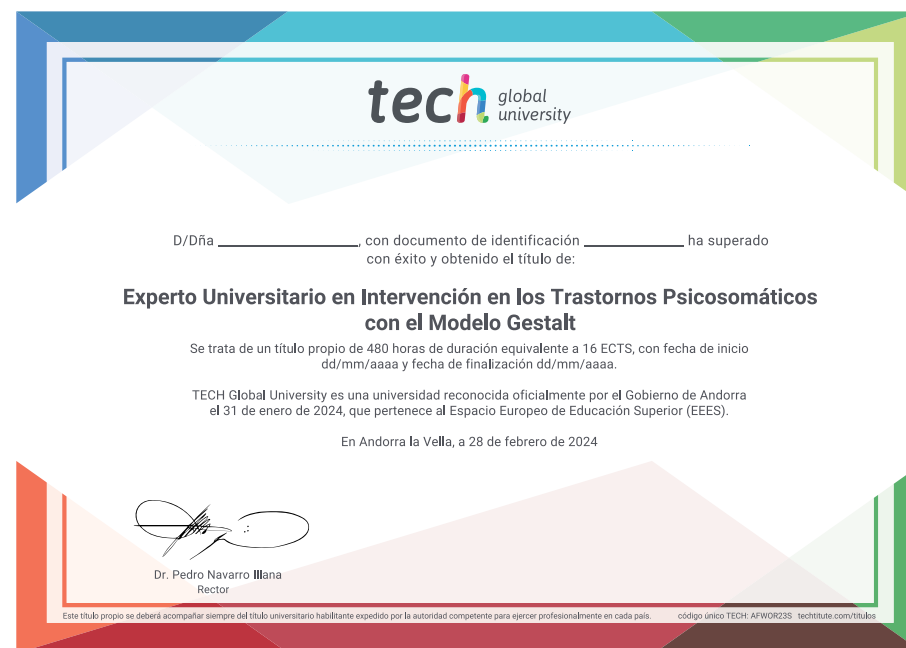 tech global
university
D/Dña ____________, con documento de identificación ____________ ha superado
con éxito y obtenido el título de:
Experto Universitario en Intervención en los Trastornos Psicosomáticos
con el Modelo Gestalt
Se trata de un título propio de 480 horas de duración equivalente a 16 ECTS, con fecha de inicio
dd/mm/aaaa y fecha de finalización dd/mm/aaaa.
TECH Global University es una universidad reconocida oficialmente por el Gobierno de Andorra
el 31 de enero de 2024, que pertenece al Espacio Europeo de Educación Superior (EEES).
En Andorra la Vella, a 28 de febrero de 2024
Dr. Pedro Navarro Illana
Rector
Este título propio se deberá acompañar siempre del título universitario habilitante expedido por la autoridad competente para ejercer profesionalmente en cada país. código único TECH: AFWOR23S techtitute.com/titulos